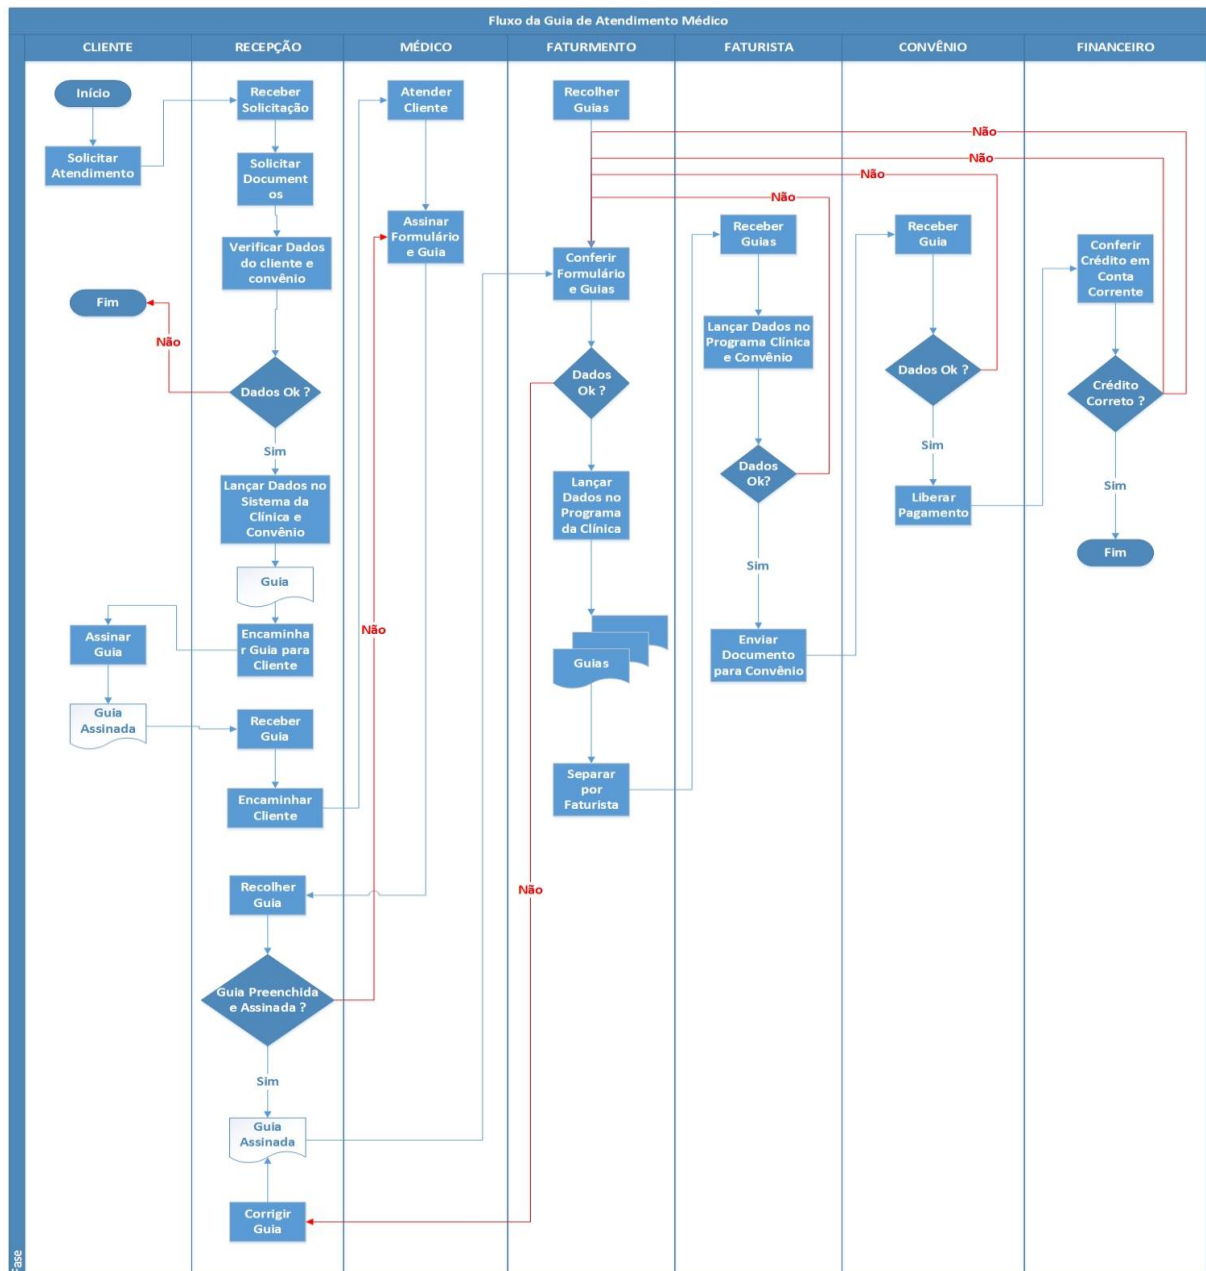 Fluxo da Guia de Atendimento Médico
CLIENTE
RECEPÇÃO
MÉDICO
FATURMENTO
FATURISTA
CONVÊNIO
FINANCEIRO
Início
Solicitar
Atendimento
Fim
Não
Assinar
Guia
Guia
Assinada
Receber
Solicitação
Solicitar
Document
os
Verificar Dados
do cliente e
convênio
Dados Ok ?
Sim
Lançar Dados no
Sistema da
Clínica e
Convênio
Guia
Encaminha
r Guia para
Cliente
Receber
Guia
Encaminhar
Cliente
Recolher
Guia
Guia Preenchida
e Assinada ?
Sim
Guia
Assinada
Corrigir
Guia
Atender
Cliente
Assinar
Formulário
e Guia
Não
Recolher
Guias
Conferir
Formulário
e Guias
Dados
Ok ?
Lançar
Dados no
Programa
da Clínica
Guias
Separar
por
Faturista
Não
Não
Receber
Guias
Lançar Dados no
Programa Clínica
e Convênio
Dados
Ok?
Sim
Enviar
Documento
para Convênio
Não
Receber
Guia
Dados Ok ?
Sim
Liberar
Pagamento
Não
Não
Conferir
Crédito em
Conta
Corrente
Crédito
Correto ?
Sim
Fim
Fase